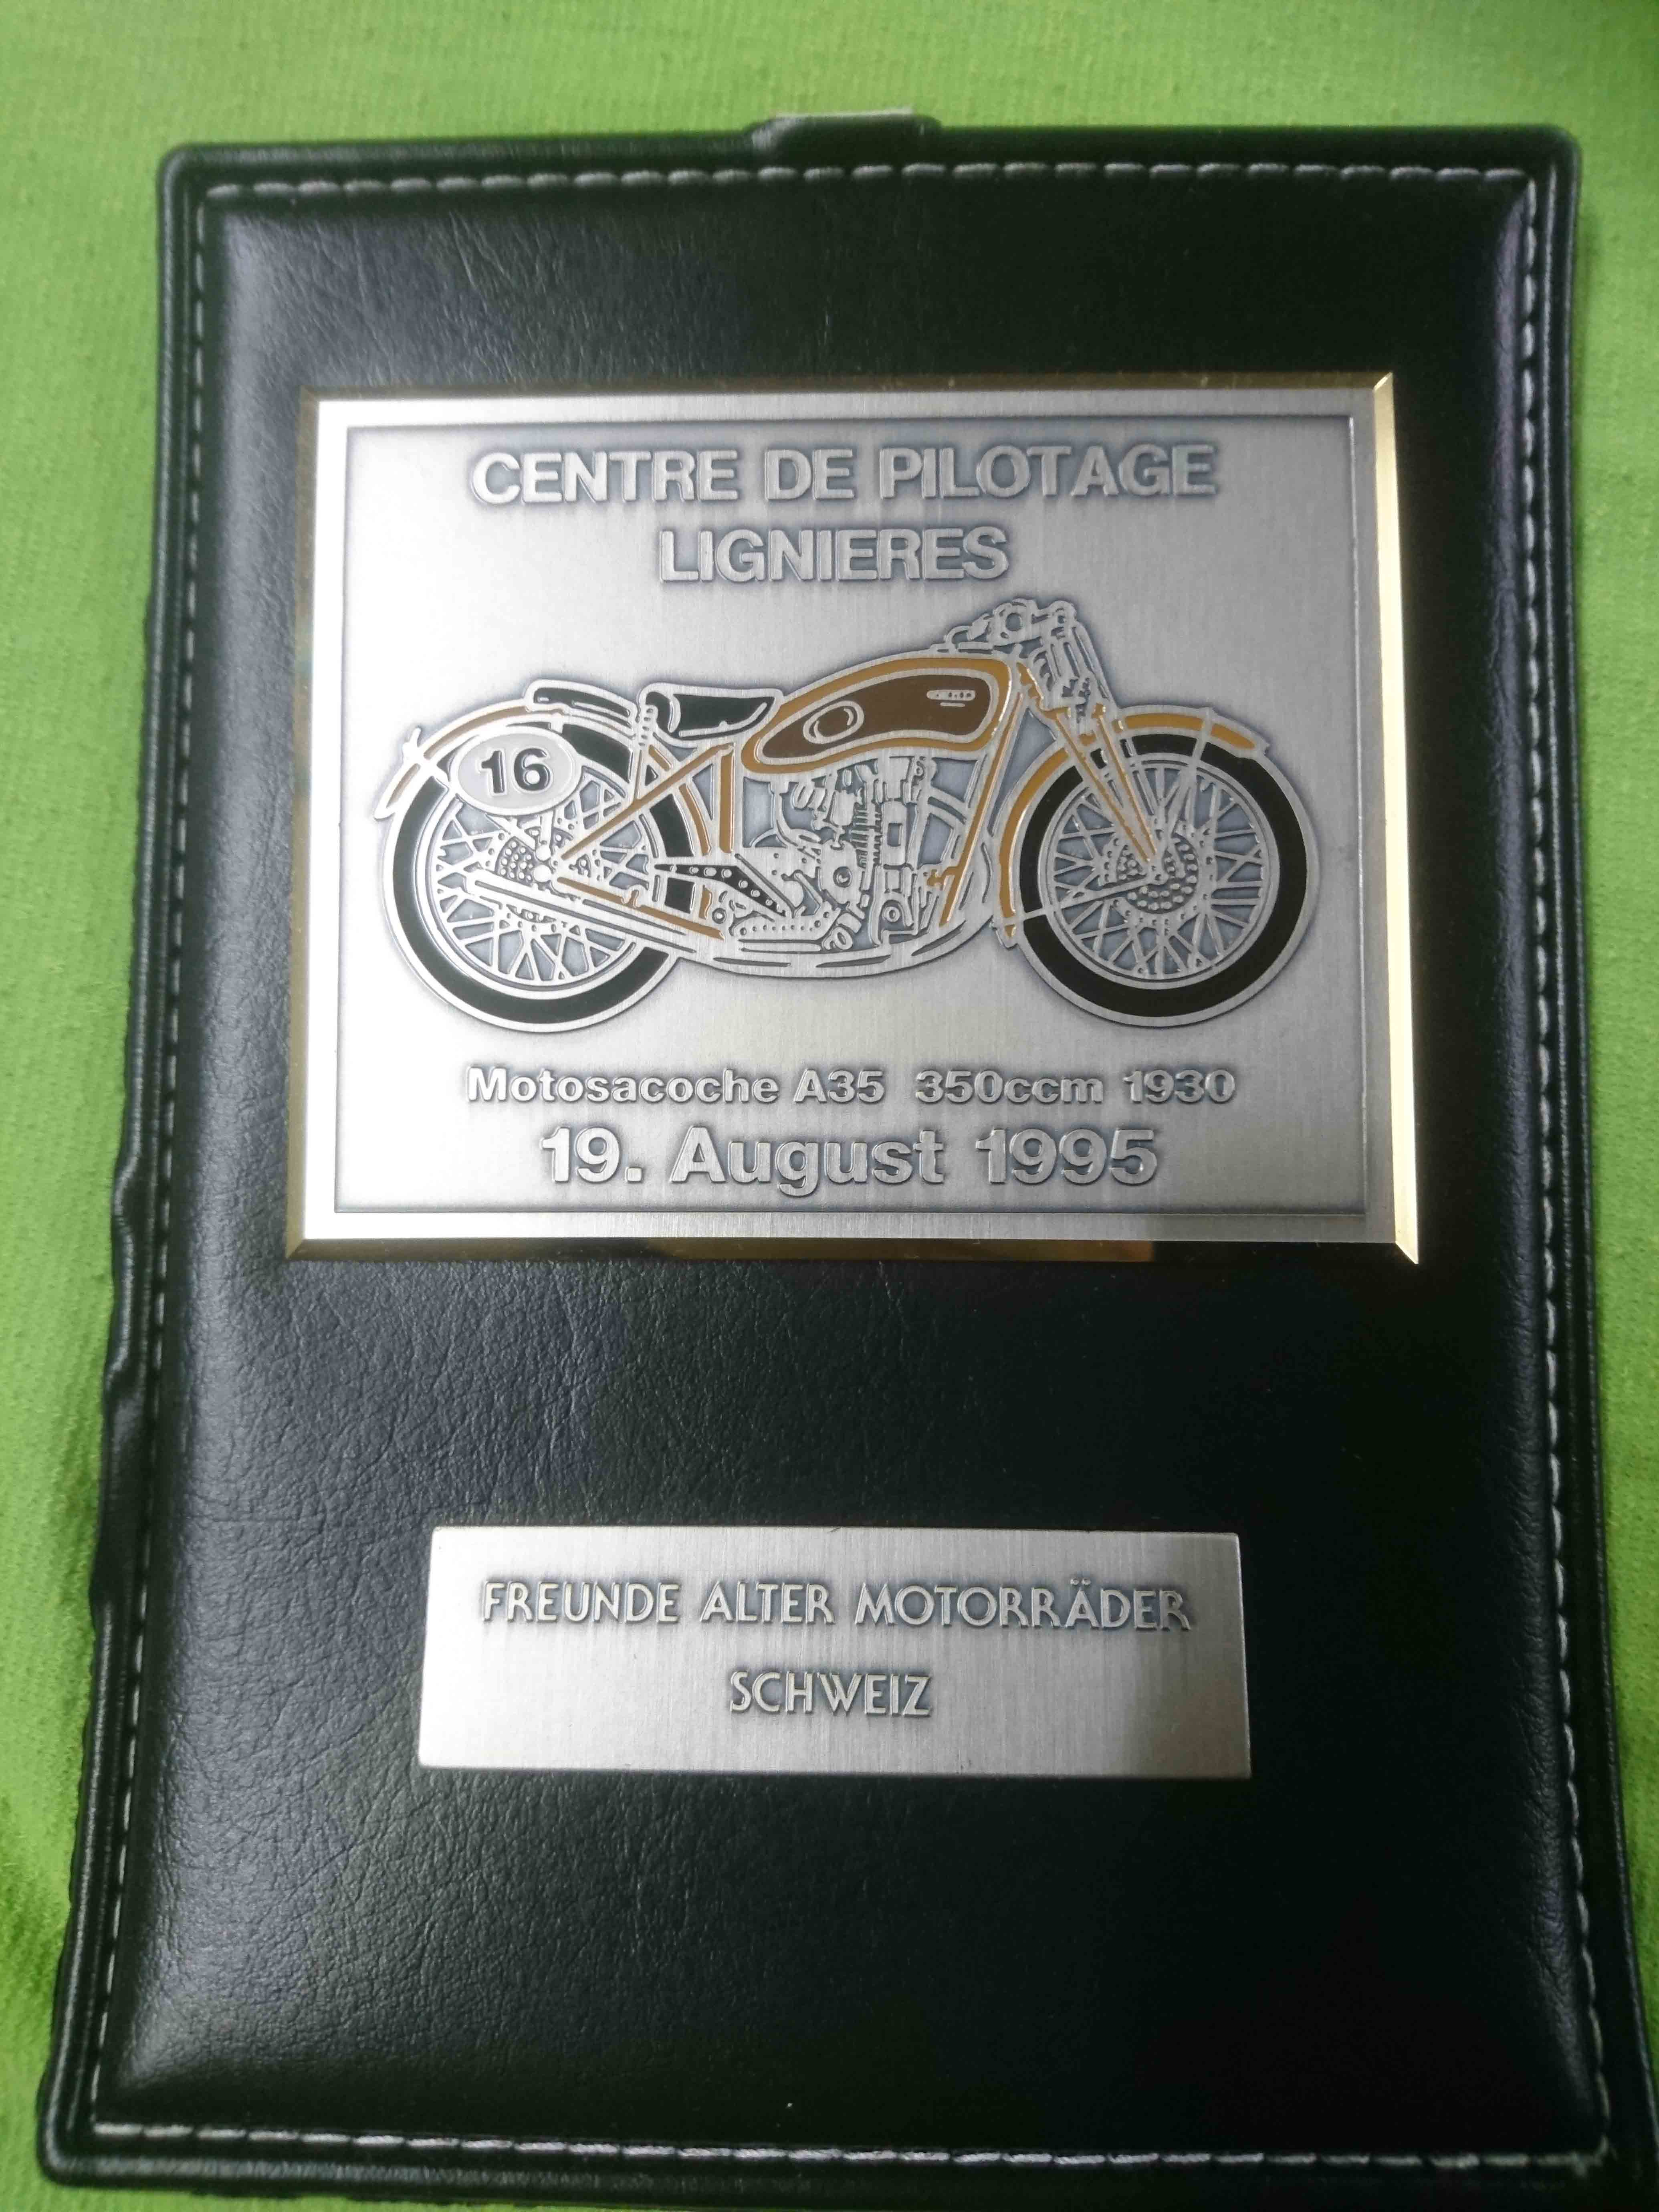 CENTRE DE PILOTAGE
LIGNIERES
16
Motosacoche A35 350ccm 1930
19. August 1995
FREUNDE ALTER MOTORRÄDER
SCHWEIZ